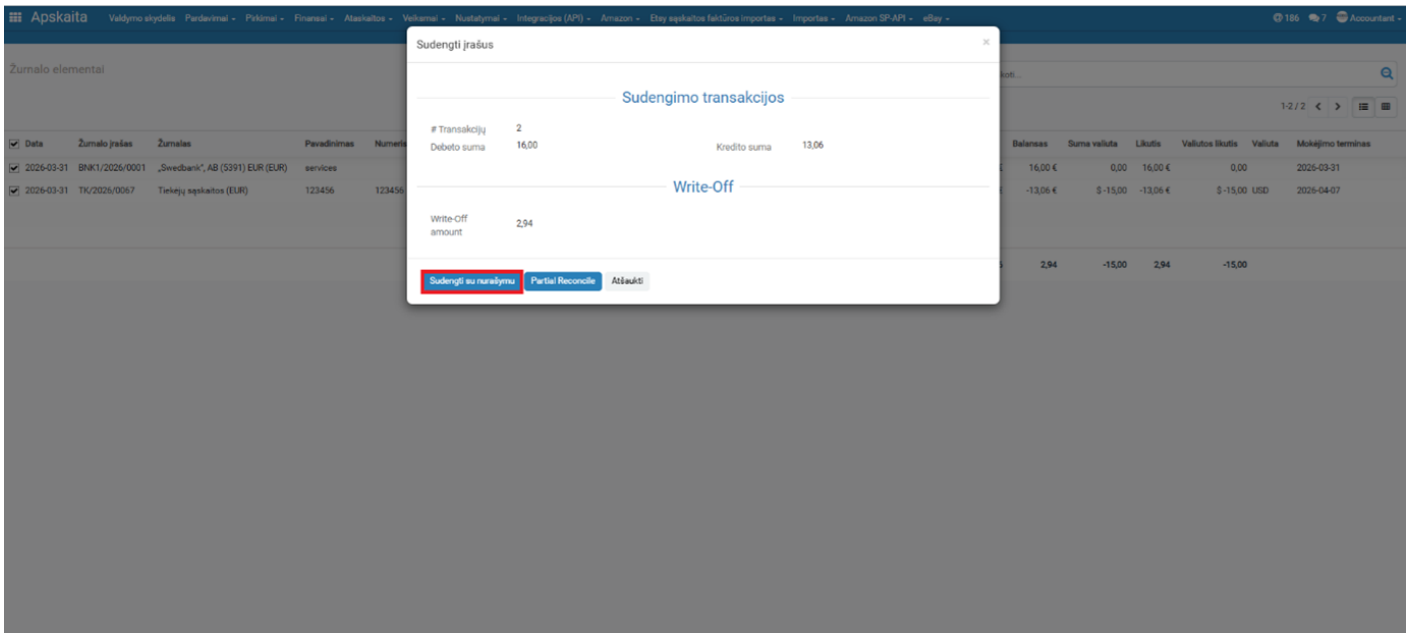 Apskaita Valdymo skydelis Pardavimai Pirkimai Finansai Ataskaitos Veiksmai Nustatymai Integracijos (API) Amazon Etay sąskaitos faktūros importas Importas Amazon SP-API eBay @ 186 7 Accountant
Sudengti įrašus ×
Žurnalo elementai koti...
Sudengimo transakcijos
1-2 / 2
# Transakcijų 2
Debeto suma 16,00 Kredito suma 13,06
Data Žurnalo įrašas Žurnalas Pavadinimas Numeris Balansas Suma valiuta Likutis Valiutos likutis Valiuta Mokėjimo terminas
2026-03-31 BNK1/2026/0001 „Swedbank“, AB (5391) EUR (EUR) services € 16,00 € 0,00 16,00 € 0,00 2026-03-31
2026-03-31 TK/2026/0067 Tiekėjų sąskaitos (EUR) 123456 123456 € -13,06 € $ -15,00 -13,06 € $ -15,00 USD 2026-04-07
Write-Off
Write-Off
amount 2,94
2,94 -15,00 2,94 -15,00
Sudengti su nurašymu Partial Reconcile Atšaukti